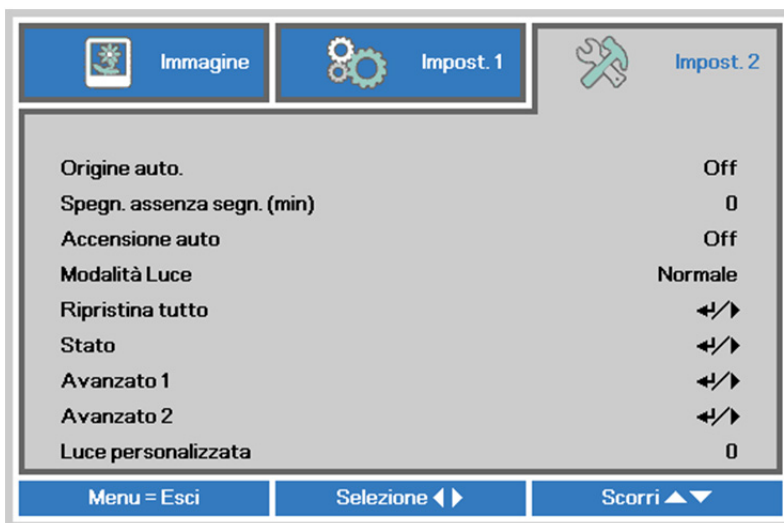 Immagine Impost. 1 Impost. 2
Origine auto. Off
Spegn. assenza segn. (min) 0
Accensione auto Off
Modalità Luce Normale
Ripristina tutto
Stato
Avanzato 1
Avanzato 2
Luce personalizzata 0
Menu = Esci Selezione Scorri